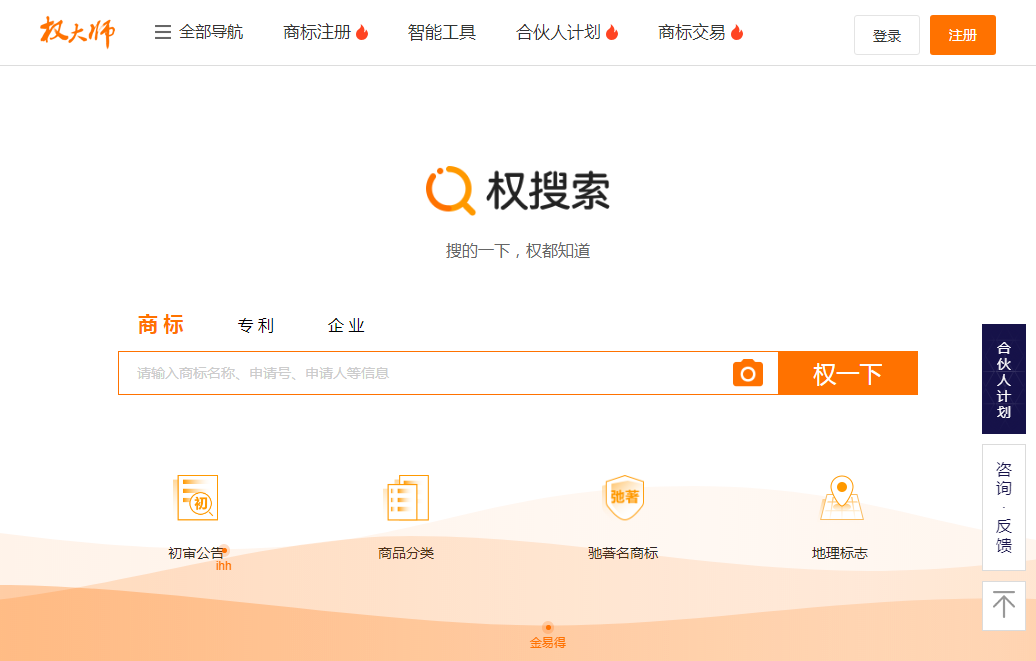 权大师
全部导航
商标注册
智能工具
合伙人计划
商标交易
登录
注册
权搜索
搜的一下，权都知道
商标
专利
企业
请输入商标名称、申请号、申请人等信息
权一下
合伙人计划
咨询·反馈
初
弛著
初审公告
商品分类
驰著名商标
地理标志
ihh
金易得